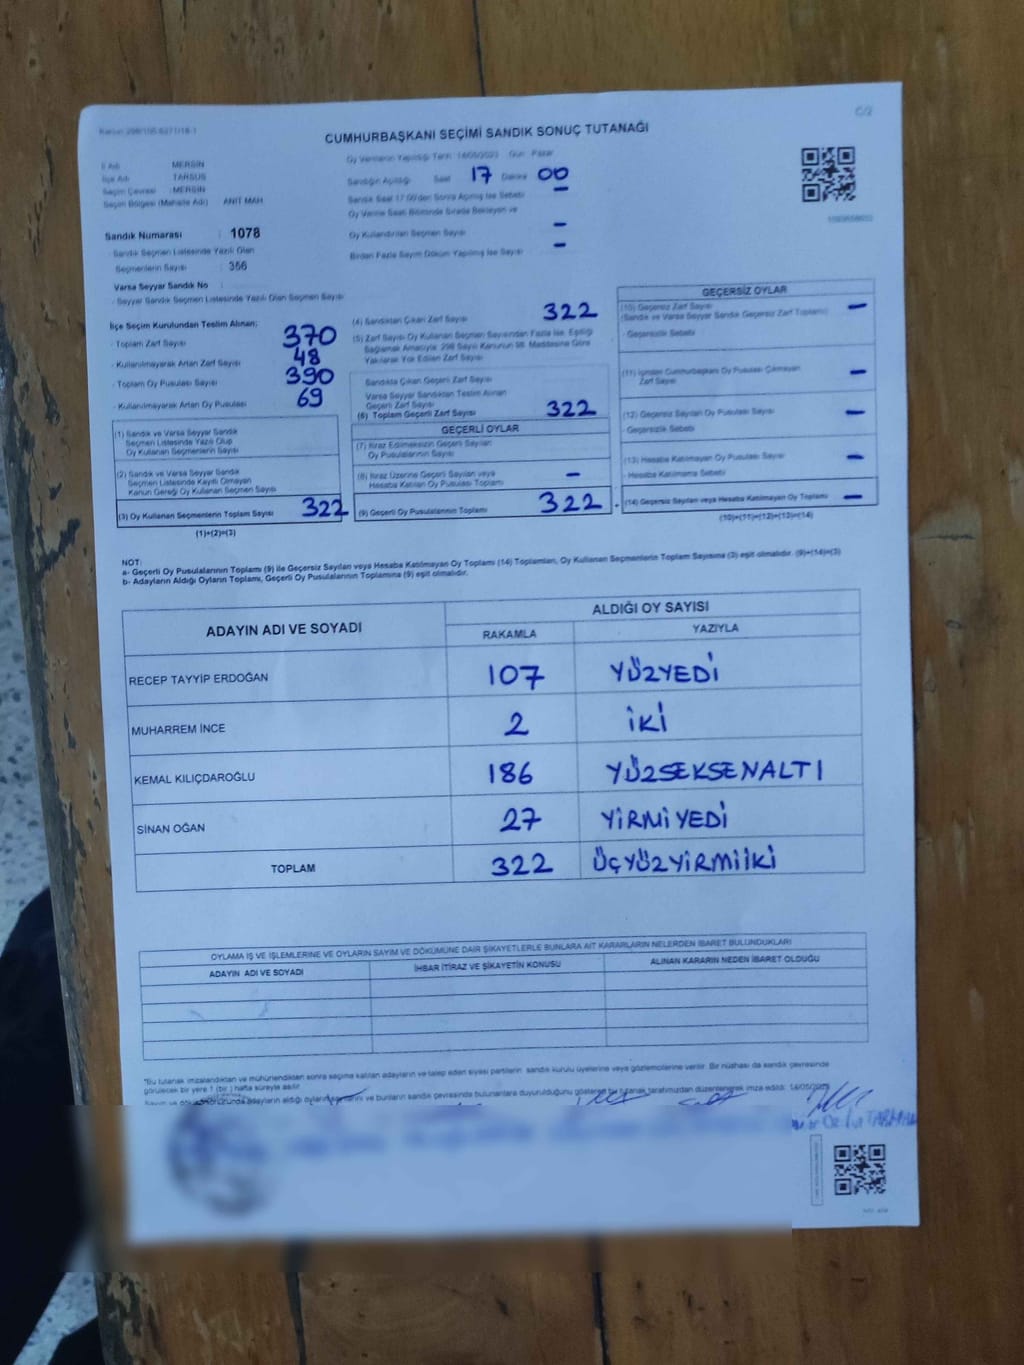 Kanun 298/105-6271/18-1
C/2
CUMHURBAŞKANI SEÇİMİ SANDIK SONUÇ TUTANAĞI
İl Adı MERSİN
İlçe Adı TARSUS
Seçim Çevresi : MERSİN
Seçim Bölgesi (Mahalle Adı) ANIT MAH.
Sandık Numarası : 1078
- Sandık Seçmen Listesinde Yazılı Olan
Seçmenlerin Sayısı : 356
Varsa Seyyar Sandık No :
- Seyyar Sandık Seçmen Listesinde Yazılı Olan Seçmen Sayısı
Oy Vermenin Yapıldığı Tarih: 14/05/2023 Gün: Pazar
Sandığın Açıldığı Saat 17 Dakika 00
Sandık Saat 17.00'den Sonra Açılmış İse Sebebi –
Oy Verme Saati Bitiminde Sırada Bekleyen ve
Oy Kullandırılan Seçmen Sayısı –
Birden Fazla Sayım Döküm Yapılmış İse Sayısı –
İlçe Seçim Kurulundan Teslim Alınan;
- Toplam Zarf Sayısı 370
- Kullanılmayarak Artan Zarf Sayısı 48
- Toplam Oy Pusulası Sayısı 390
- Kullanılmayarak Artan Oy Pusulası 69
(1) Sandık ve Varsa Seyyar Sandık
Seçmen Listesinde Yazılı Olup
Oy Kullanan Seçmenlerin Sayısı
(2) Sandık ve Varsa Seyyar Sandık
Seçmen Listesinde Kayıtlı Olmayan
Kanun Gereği Oy Kullanan Seçmen Sayısı
(3) Oy Kullanan Seçmenlerin Toplam Sayısı 322
(1)+(2)=(3)
(4) Sandıktan Çıkan Zarf Sayısı 322
(5) Zarf Sayısı Oy Kullanan Seçmen Sayısından Fazla İse, Eşitliği
Sağlamak Amacıyla; 298 Sayılı Kanunun 98. Maddesine Göre
Yakılarak Yok Edilen Zarf Sayısı
Sandıkta Çıkan Geçerli Zarf Sayısı
Varsa Seyyar Sandıktan Teslim Alınan
Geçerli Zarf Sayısı
(6) Toplam Geçerli Zarf Sayısı 322
GEÇERLİ OYLAR
(7) İtiraz Edilmeksizin Geçerli Sayılan
Oy Pusulalarının Sayısı
(8) İtiraz Üzerine Geçerli Sayılan veya
Hesaba Katılan Oy Pusulası Toplamı –
(9) Geçerli Oy Pusulalarının Toplamı 322
GEÇERSİZ OYLAR
(10) Geçersiz Zarf Sayısı –
(Sandık ve Varsa Seyyar Sandık Geçersiz Zarf Toplamı)
- Geçersizlik Sebebi
(11) İçinden Cumhurbaşkanı Oy Pusulası Çıkmayan
Zarf Sayısı –
(12) Geçersiz Sayılan Oy Pusulası Sayısı –
- Geçersizlik Sebebi
(13) Hesaba Katılmayan Oy Pusulası Sayısı –
- Hesaba Katılmama Sebebi
+ (14) Geçersiz Sayılan veya Hesaba Katılmayan Oy Toplamı –
(10)+(11)+(12)+(13)=(14)
NOT:
a- Geçerli Oy Pusulalarının Toplamı (9) ile Geçersiz Sayılan veya Hesaba Katılmayan Oy Toplamı (14) Toplamları, Oy Kullanan Seçmenlerin Toplam Sayısına (3) eşit olmalıdır. (9)+(14)=(3)
b- Adayların Aldığı Oyların Toplamı, Geçerli Oy Pusulalarının Toplamına (9) eşit olmalıdır.
ADAYIN ADI VE SOYADI ALDIĞI OY SAYISI
RAKAMLA YAZIYLA
RECEP TAYYİP ERDOĞAN 107 YÜZYEDİ
MUHARREM İNCE 2 İKİ
KEMAL KILIÇDAROĞLU 186 YÜZSEKSENALTI
SİNAN OĞAN 27 YİRMİYEDİ
TOPLAM 322 ÜÇYÜZYİRMİİKİ
OYLAMA İŞ VE İŞLEMLERİNE VE OYLARIN SAYIM VE DÖKÜMÜNE DAİR ŞİKAYETLERLE BUNLARA AİT KARARLARIN NELERDEN İBARET BULUNDUKLARI
ADAYIN ADI VE SOYADI İHBAR İTİRAZ VE ŞİKAYETİN KONUSU ALINAN KARARIN NEDEN İBARET OLDUĞU
"Bu tutanak imzalandıktan ve mühürlendikten sonra seçime katılan adayların ve talep eden siyasi partilerin sandık kurulu üyelerine veya gözlemcilerine verilir. Bir nüshası da sandık çevresinde
görülecek bir yere 1 (bir) hafta süreyle asılır.
Sayım ve döküm sonucunda adayların aldığı oyların sayılarını ve bunların sandık çevresinde bulunanlara duyurulduğunu gösteren bu tutanak tarafımızdan düzenlenerek imza edildi. 14/05/2023